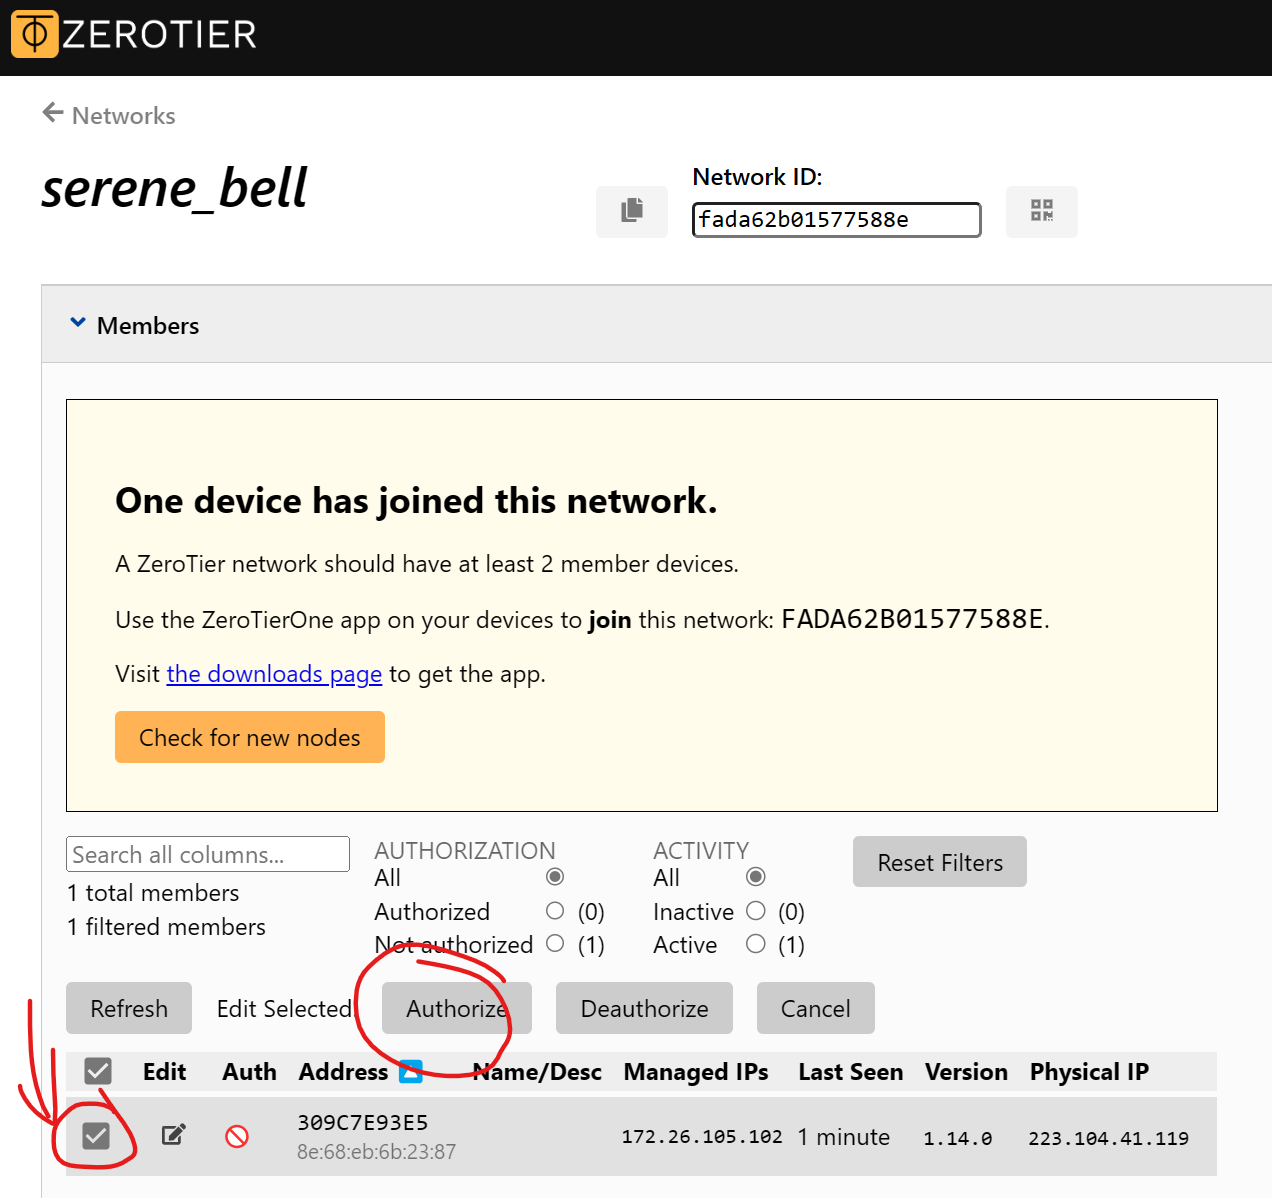 ZEROTIER
Networks
serene_bell
Network ID:
fada62b01577588e
Members
One device has joined this network.
A ZeroTier network should have at least 2 member devices.
Use the ZeroTierOne app on your devices to join this network: FADA62B01577588E.
Visit the downloads page to get the app.
Check for new nodes
Search all columns...
1 total members
1 filtered members
AUTHORIZATION
All
Authorized (0)
Not authorized (1)
ACTIVITY
All
Inactive (0)
Active (1)
Reset Filters
Refresh Edit Selected Authorize Deauthorize Cancel
Edit Auth Address Name/Desc Managed IPs Last Seen Version Physical IP
309C7E93E5
8e:68:eb:6b:23:87
172.26.105.102 1 minute 1.14.0 223.104.41.119